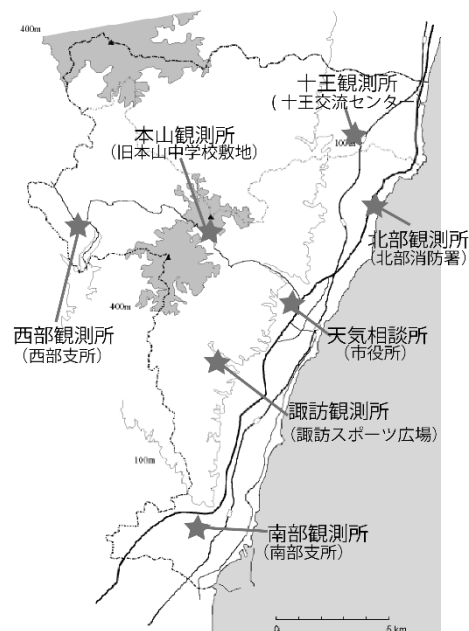 400m
十王観測所
(十王交流センター
100m
本山観測所
(旧本山中学校敷地)
北部観測所
(北部消防署)
400m
西部観測所
(西部支所)
天気相談所
(市役所)
諏訪観測所
(諏訪スポーツ広場)
100m
南部観測所
(南部支所)
0
5 km